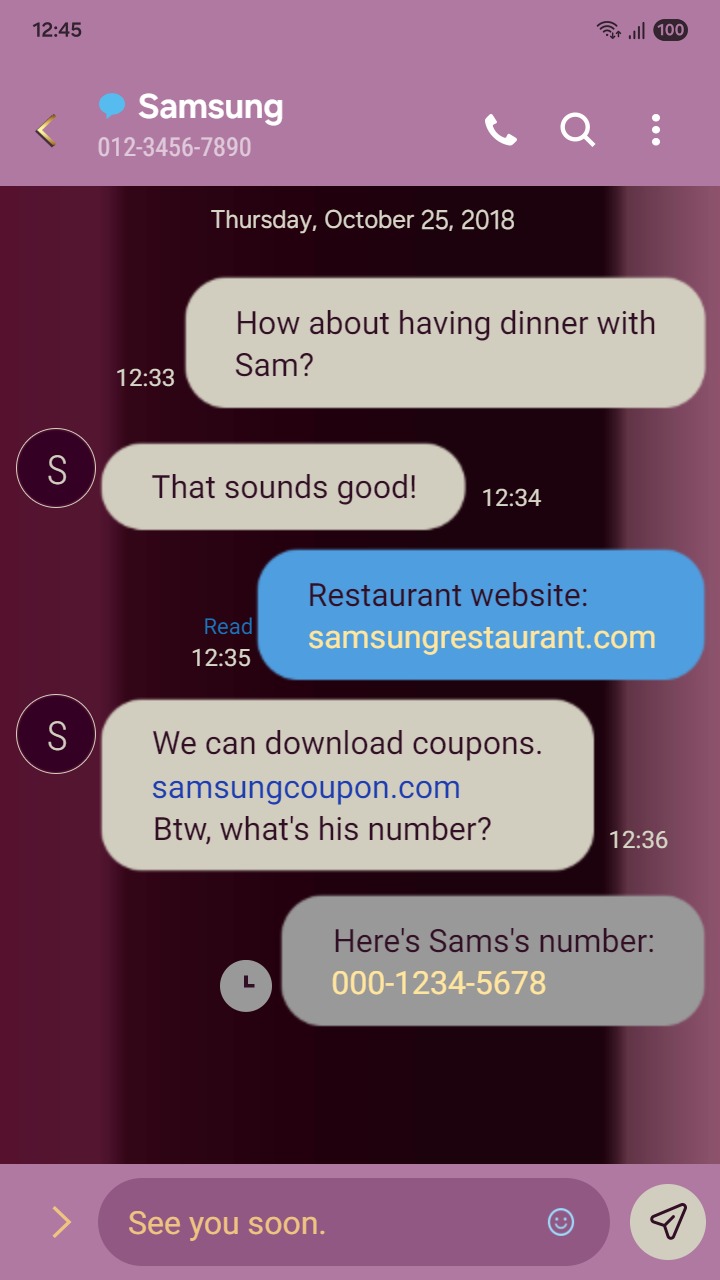 12:45
100
Samsung
012-3456-7890
Thursday, October 25, 2018
How about having dinner with
Sam?
12:33
S
That sounds good!
12:34
Restaurant website:
samsungrestaurant.com
Read
12:35
S
We can download coupons.
samsungcoupon.com
Btw, what's his number?
12:36
Here's Sams's number:
000-1234-5678
See you soon.